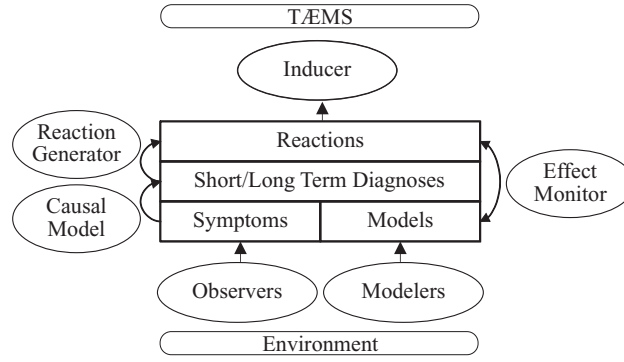 TÆMS
Inducer
Reaction
Generator
Reactions
Short/Long Term Diagnoses
Effect
Monitor
Causal
Model
Symptoms
Models
Observers
Modelers
Environment